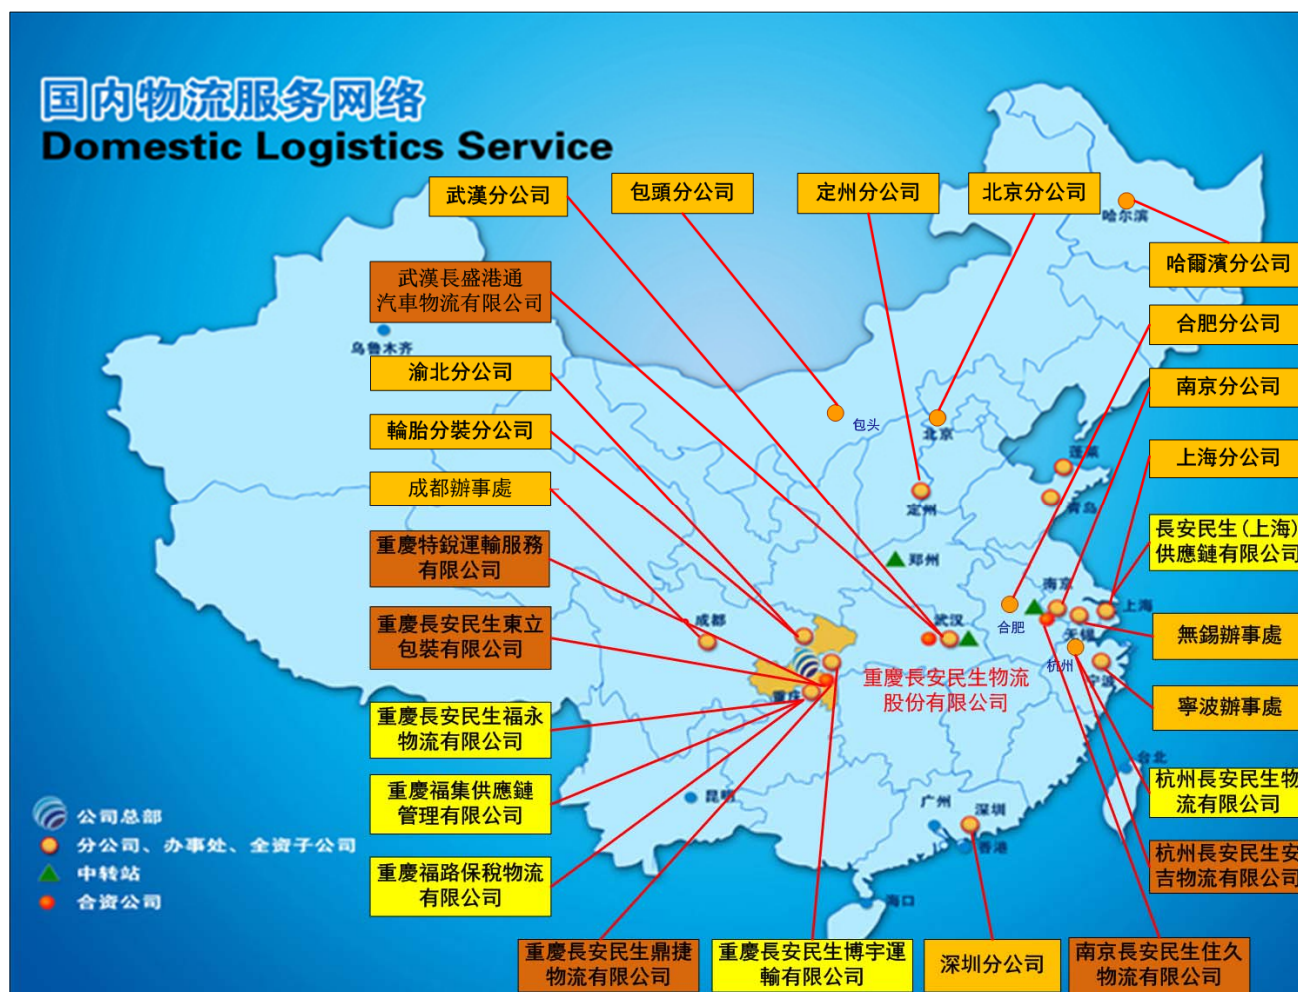 国内物流服务网络
Domestic Logistics Service
武漢分公司
包頭分公司
定州分公司
北京分公司
哈尔滨
哈爾濱分公司
武漢長盛港通
汽車物流有限公司
合肥分公司
乌鲁木齐
渝北分公司
南京分公司
包头
北京
輪胎分裝分公司
蓬莱
上海分公司
成都辦事處
定州
青岛
重慶特銳運輸服務
有限公司
郑州
長安民生(上海)
供應鏈有限公司
南京
上海
合肥
重慶長安民生東立
包裝有限公司
成都
武汉
无锡
無錫辦事處
杭州
宁波
重慶長安民生物流
股份有限公司
重庆
寧波辦事處
重慶長安民生福永
物流有限公司
台北
重慶福集供應鏈
管理有限公司
昆明
广州
深圳
香港
杭州長安民生物
流有限公司
公司总部
分公司、办事处、全资子公司
中转站
合资公司
重慶福路保稅物流
有限公司
海口
杭州長安民生安
吉物流有限公司
重慶長安民生鼎捷
物流有限公司
重慶長安民生博宇運
輸有限公司
深圳分公司
南京長安民生住久
物流有限公司